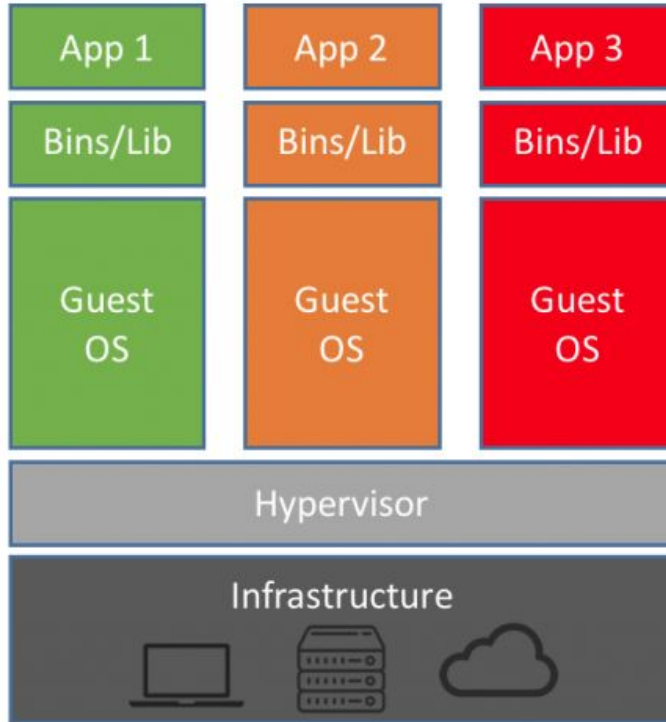 App 1
App 2
App 3
Bins/Lib
Bins/Lib
Bins/Lib
Guest
OS
Guest
OS
Guest
OS
Hypervisor
Infrastructure